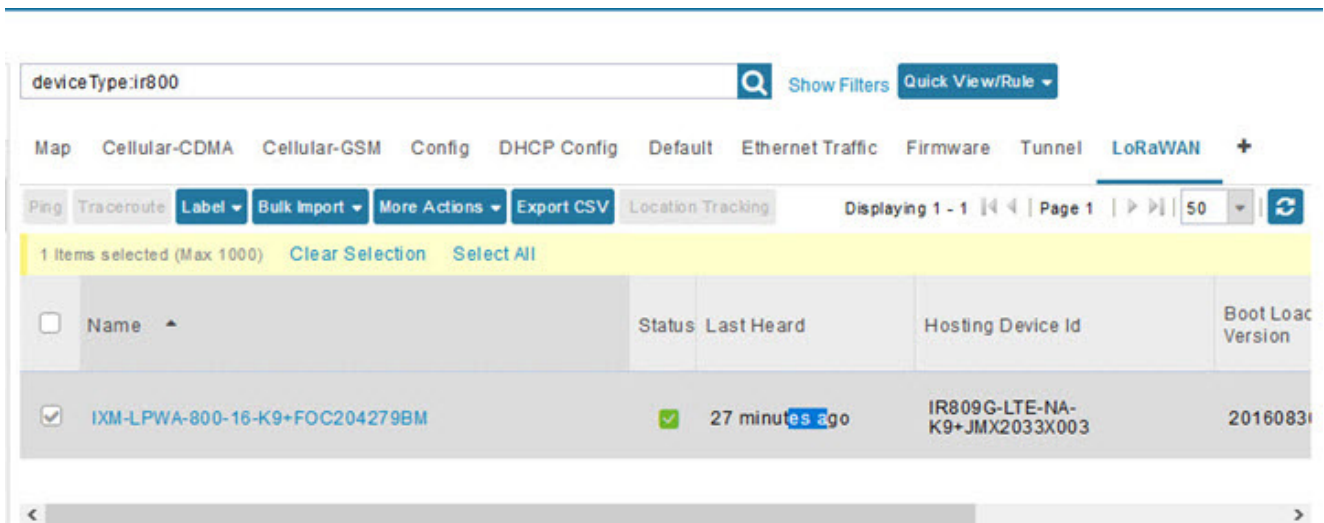 deviceType:ir800 Show Filters Quick View/Rule
Map Cellular-CDMA Cellular-GSM Config DHCP Config Default Ethernet Traffic Firmware Tunnel LoRaWAN +
Ping Traceroute Label Bulk Import More Actions Export CSV Location Tracking Displaying 1 - 1 | Page 1 | | 50
1 Items selected (Max 1000) Clear Selection Select All
Name Status Last Heard Hosting Device Id Boot Load
Version
IXM-LPWA-800-16-K9+FOC204279BM 27 minutes ago IR809G-LTE-NA-
K9+JMX2033X003 2016083